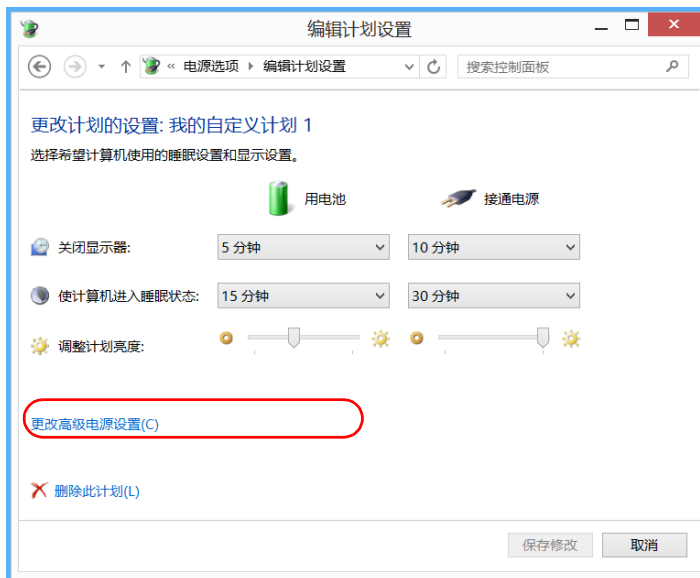 编辑计划设置
« 电源选项 ▸ 编辑计划设置
搜索控制面板
更改计划的设置: 我的自定义计划 1
选择希望计算机使用的睡眠设置和显示设置。
用电池 接通电源
关闭显示器: 5 分钟 10 分钟
使计算机进入睡眠状态: 15 分钟 30 分钟
调整计划亮度:
更改高级电源设置(C)
删除此计划(L)
保存修改 取消